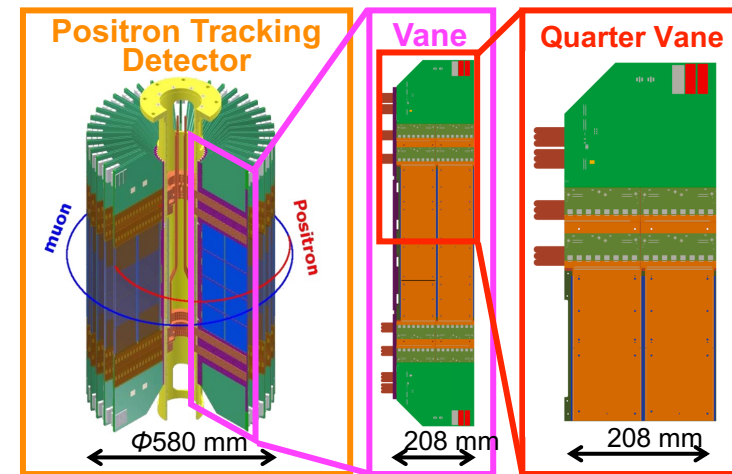 Positron Tracking
Detector
muon
Positron
Φ580 mm
Vane
208 mm
Quarter Vane
208 mm